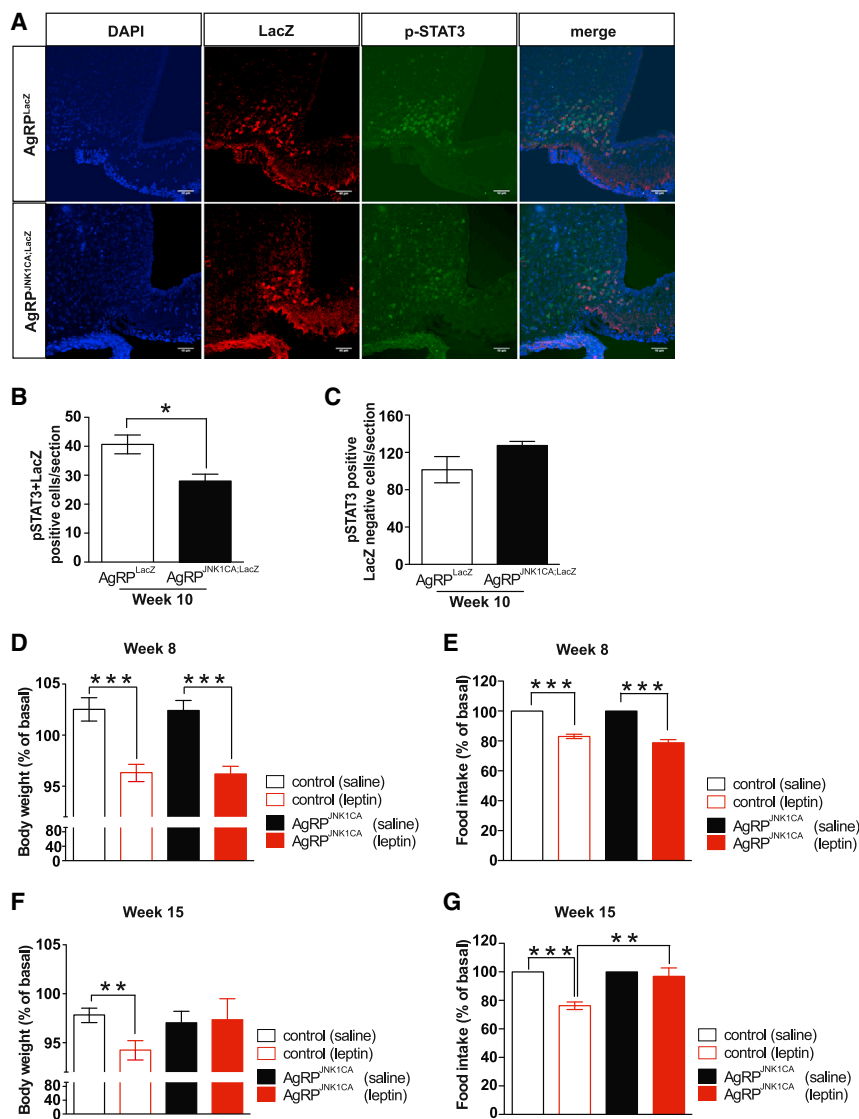 A
DAPI
LacZ
p-STAT3
merge
AgRP^LacZ
AgRP^JNK1CA;LacZ
B
*
pSTAT3+LacZ
positive cells/section
50
40
30
20
10
0
AgRP^LacZ
AgRP^JNK1CA;LacZ
Week 10
C
pSTAT3 positive
LacZ negative cells/section
160
120
80
40
0
AgRP^LacZ
AgRP^JNK1CA;LacZ
Week 10
D
Week 8
Body weight (% of basal)
105
100
95
80
40
0
* * *
* * *
control (saline)
control (leptin)
AgRP^JNK1CA (saline)
AgRP^JNK1CA (leptin)
E
Week 8
Food intake (% of basal)
120
100
80
60
40
20
0
* * *
* * *
control (saline)
control (leptin)
AgRP^JNK1CA (saline)
AgRP^JNK1CA (leptin)
F
Week 15
Body weight (% of basal)
105
100
95
80
40
0
* *
control (saline)
control (leptin)
AgRP^JNK1CA (saline)
AgRP^JNK1CA (leptin)
G
Week 15
Food intake (% of basal)
120
100
80
60
40
20
0
* * *
* *
control (saline)
control (leptin)
AgRP^JNK1CA (saline)
AgRP^JNK1CA (leptin)